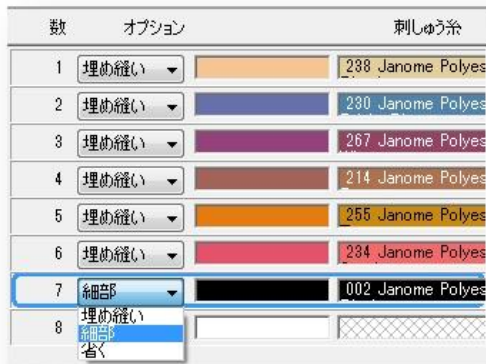 数 オプション 刺しゅう糸
1 埋め縫い 238 Janome Polyes
2 埋め縫い 230 Janome Polyes
3 埋め縫い 267 Janome Polyes
4 埋め縫い 214 Janome Polyes
5 埋め縫い 255 Janome Polyes
6 埋め縫い 234 Janome Polyes
7 細部 002 Janome Polyes
埋め縫い
8 細部
省く